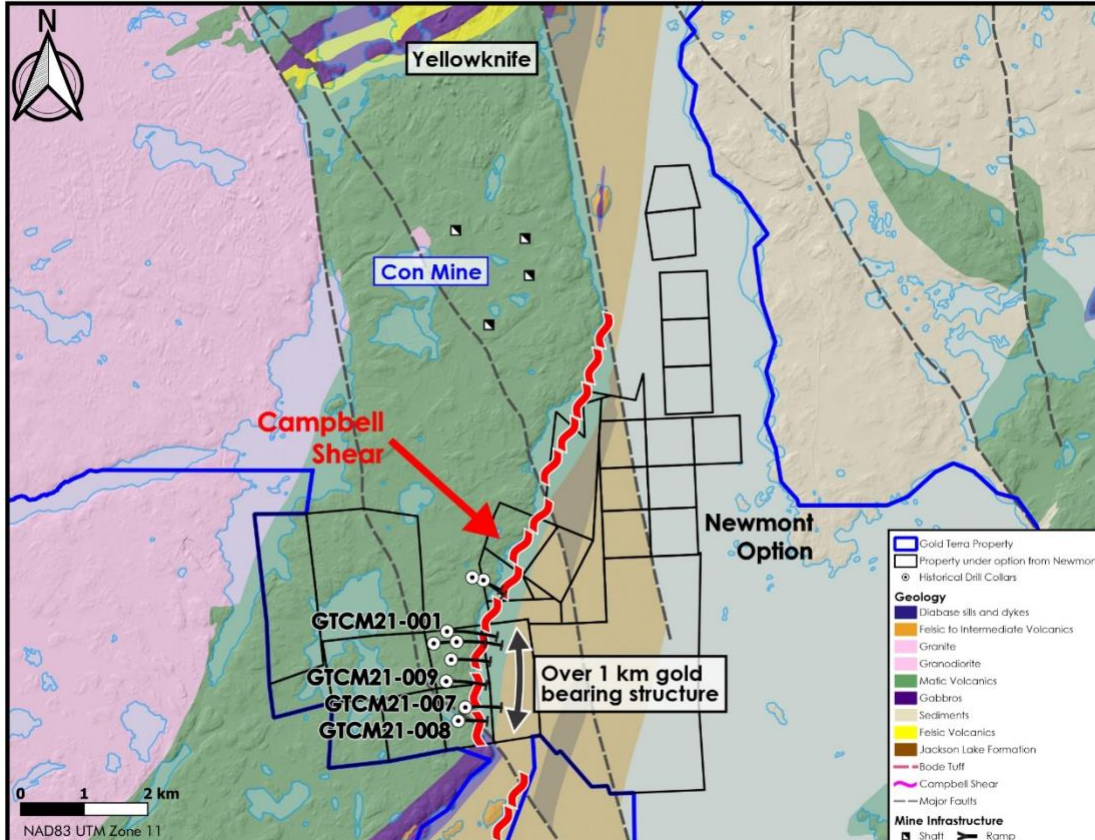 N
Yellowknife
Con Mine
Campbell
Shear
Newmont
Option
GTCM21-001
GTCM21-009
GTCM21-007
GTCM21-008
Over 1 km gold
bearing structure
0 1 2 km
NAD83 UTM Zone 11
Gold Terra Property
Property under option from Newmon
Historical Drill Collars
Geology
Diabase sills and dykes
Felsic to Intermediate Volcanics
Granite
Granodiorite
Mafic Volcanics
Gabbros
Sediments
Felsic Volcanics
Jackson Lake Formation
Bode Tuff
Campbell Shear
Major Faults
Mine Infrastructure
Shaft Ramp